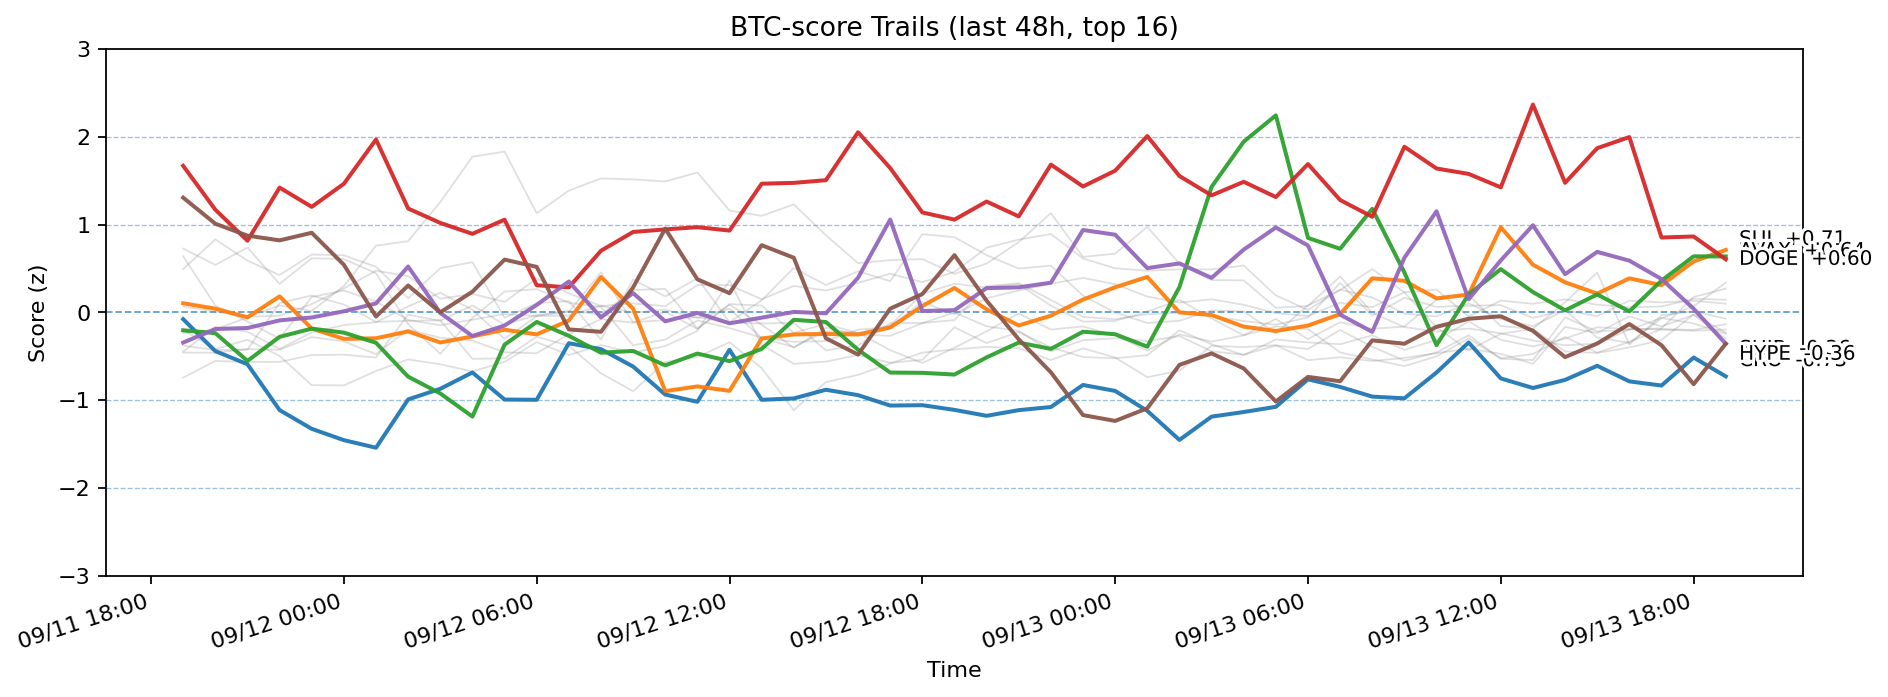 BTC-score Trails (last 48h, top 16)
3
2
1
0
−1
−2
−3
Score (z)
SUI +0.71
DOGE +0.60
HYPE -0.36
09/11 18:00
09/12 00:00
09/12 06:00
09/12 12:00
09/12 18:00
09/13 00:00
09/13 06:00
09/13 12:00
09/13 18:00
Time